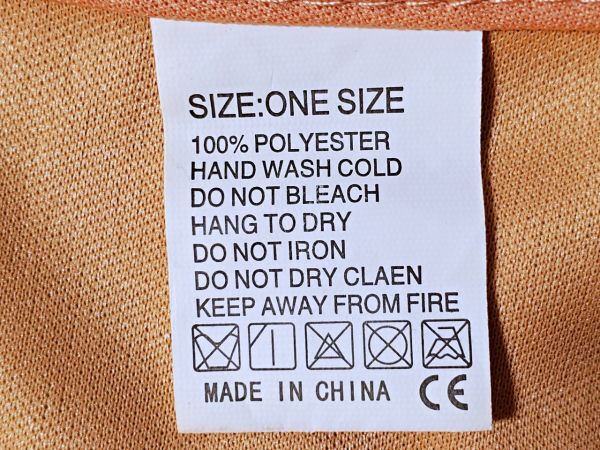 SIZE:ONE SIZE
100% POLYESTER
HAND WASH COLD
DO NOT BLEACH
HANG TO DRY
DO NOT IRON
DO NOT DRY CLAEN
KEEP AWAY FROM FIRE
MADE IN CHINA CE